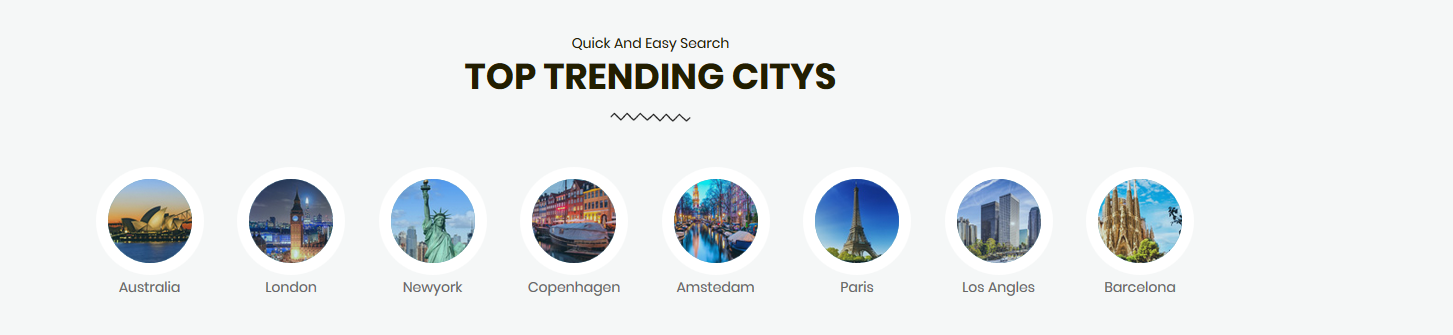 Quick And Easy Search
TOP TRENDING CITYS
Australia London Newyork Copenhagen Amstedam Paris Los Angles Barcelona